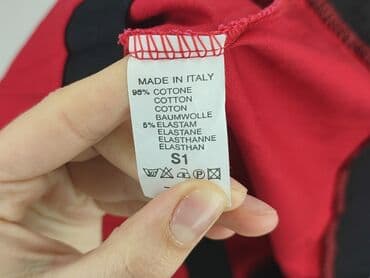 MADE IN ITALY
95% COTONE
COTTON
COTON
BAUMWOLLE
5% ELASTAM
ELASTANE
ELASTHANNE
ELASTHAN
S1